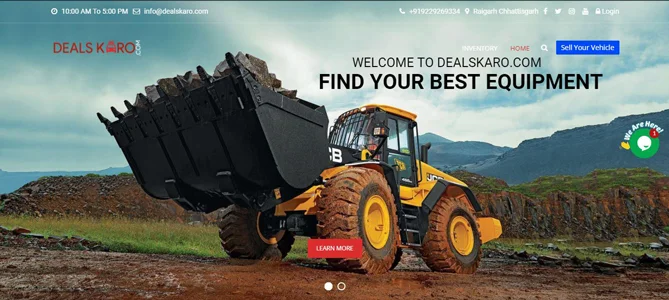 10:00 AM To 5:00 PM info@dealskaro.com +919229269334 Raigarh Chhattisgarh Login
DEALS KARO.COM
INVENTORY HOME Sell Your Vehicle
WELCOME TO DEALSKARO.COM
FIND YOUR BEST EQUIPMENT
We Are Here!
1
CB
JCB
LEARN MORE